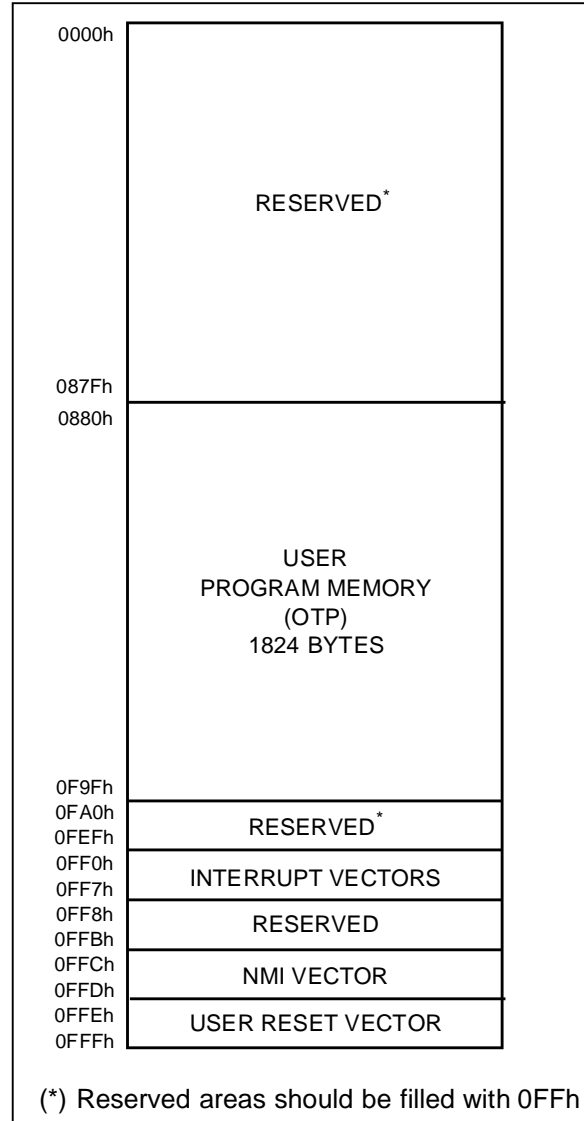 0000h
RESERVED*
087Fh
0880h
USER
PROGRAM MEMORY
(OTP)
1824 BYTES
0F9Fh
0FA0h
RESERVED*
0FEFh
0FF0h
INTERRUPT VECTORS
0FF7h
0FF8h
RESERVED
0FFBh
0FFCh
NMI VECTOR
0FFDh
0FFEh
USER RESET VECTOR
0FFFh
(*) Reserved areas should be filled with 0FFh